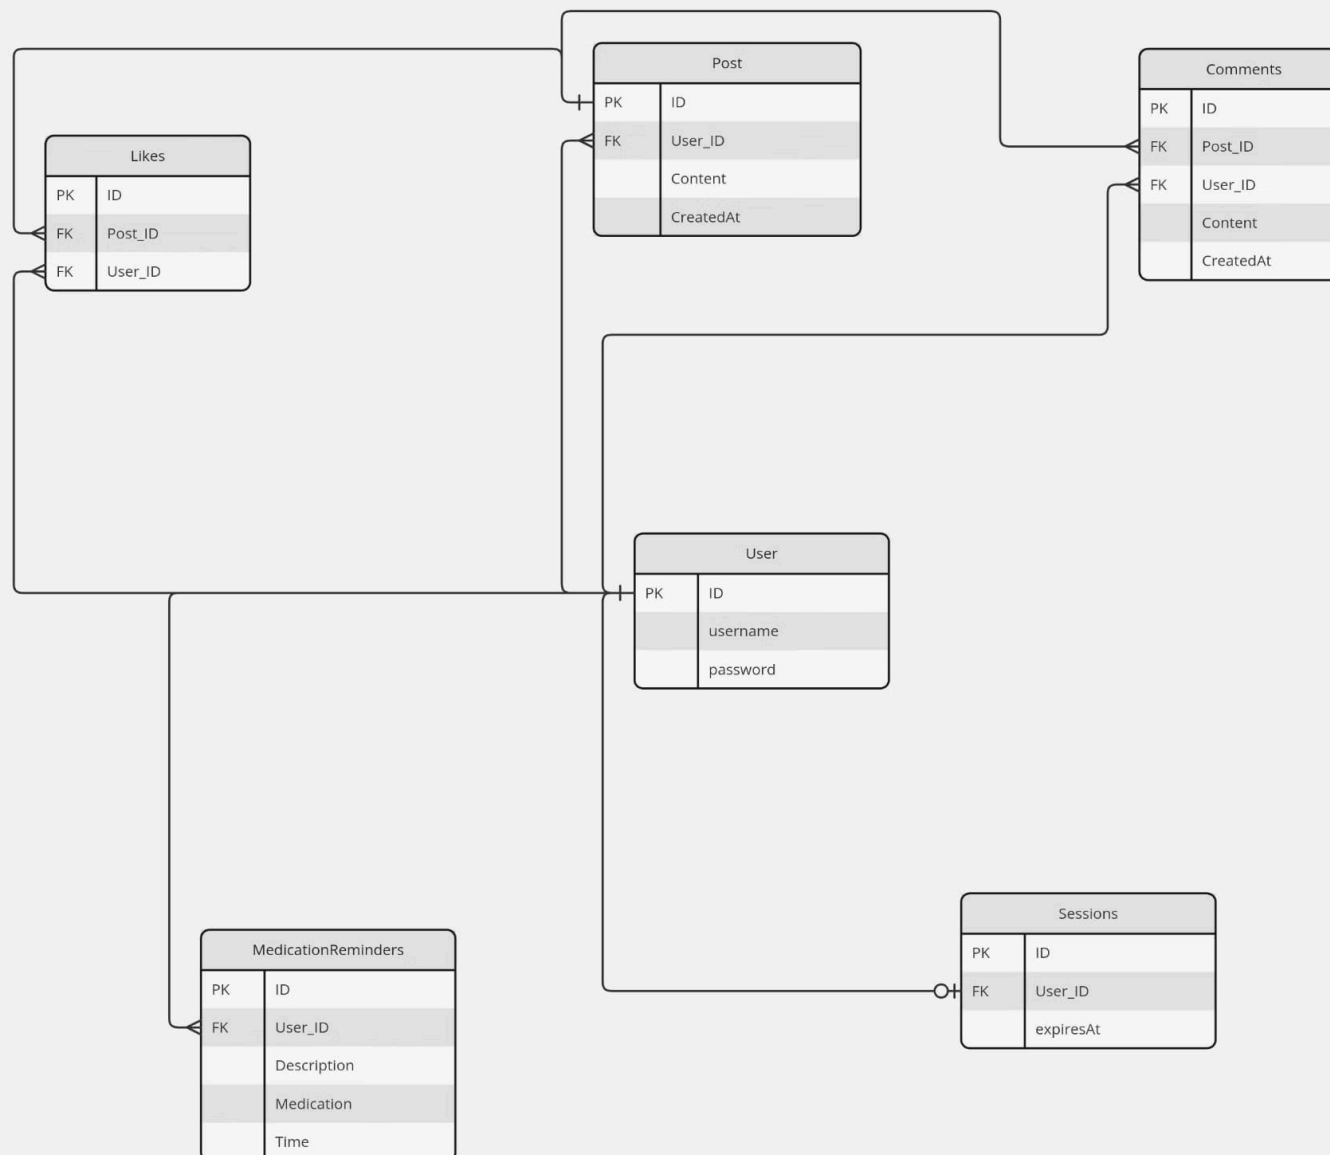 Post
PK ID
FK User_ID
Content
CreatedAt
Comments
PK ID
FK Post_ID
FK User_ID
Content
CreatedAt
Likes
PK ID
FK Post_ID
FK User_ID
User
PK ID
username
password
Sessions
PK ID
FK User_ID
expiresAt
MedicationReminders
PK ID
FK User_ID
Description
Medication
Time